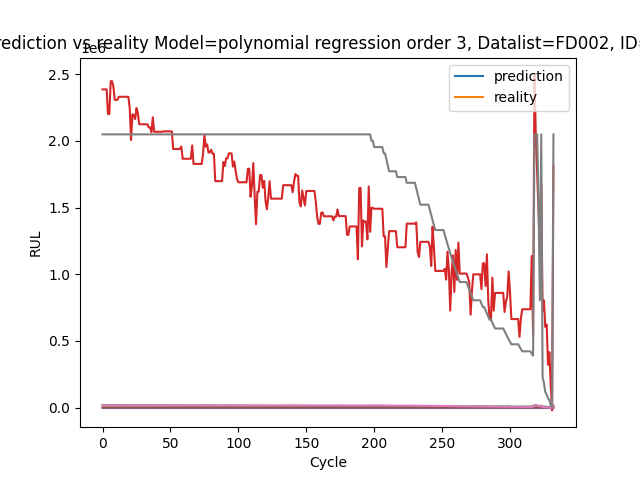 rediction vs reality Model=polynomial regression order 3, Datalist=FD002, ID=
1e6
2.5
2.0
1.5
1.0
0.5
0.0
RUL
prediction
reality
0 50 100 150 200 250 300
Cycle